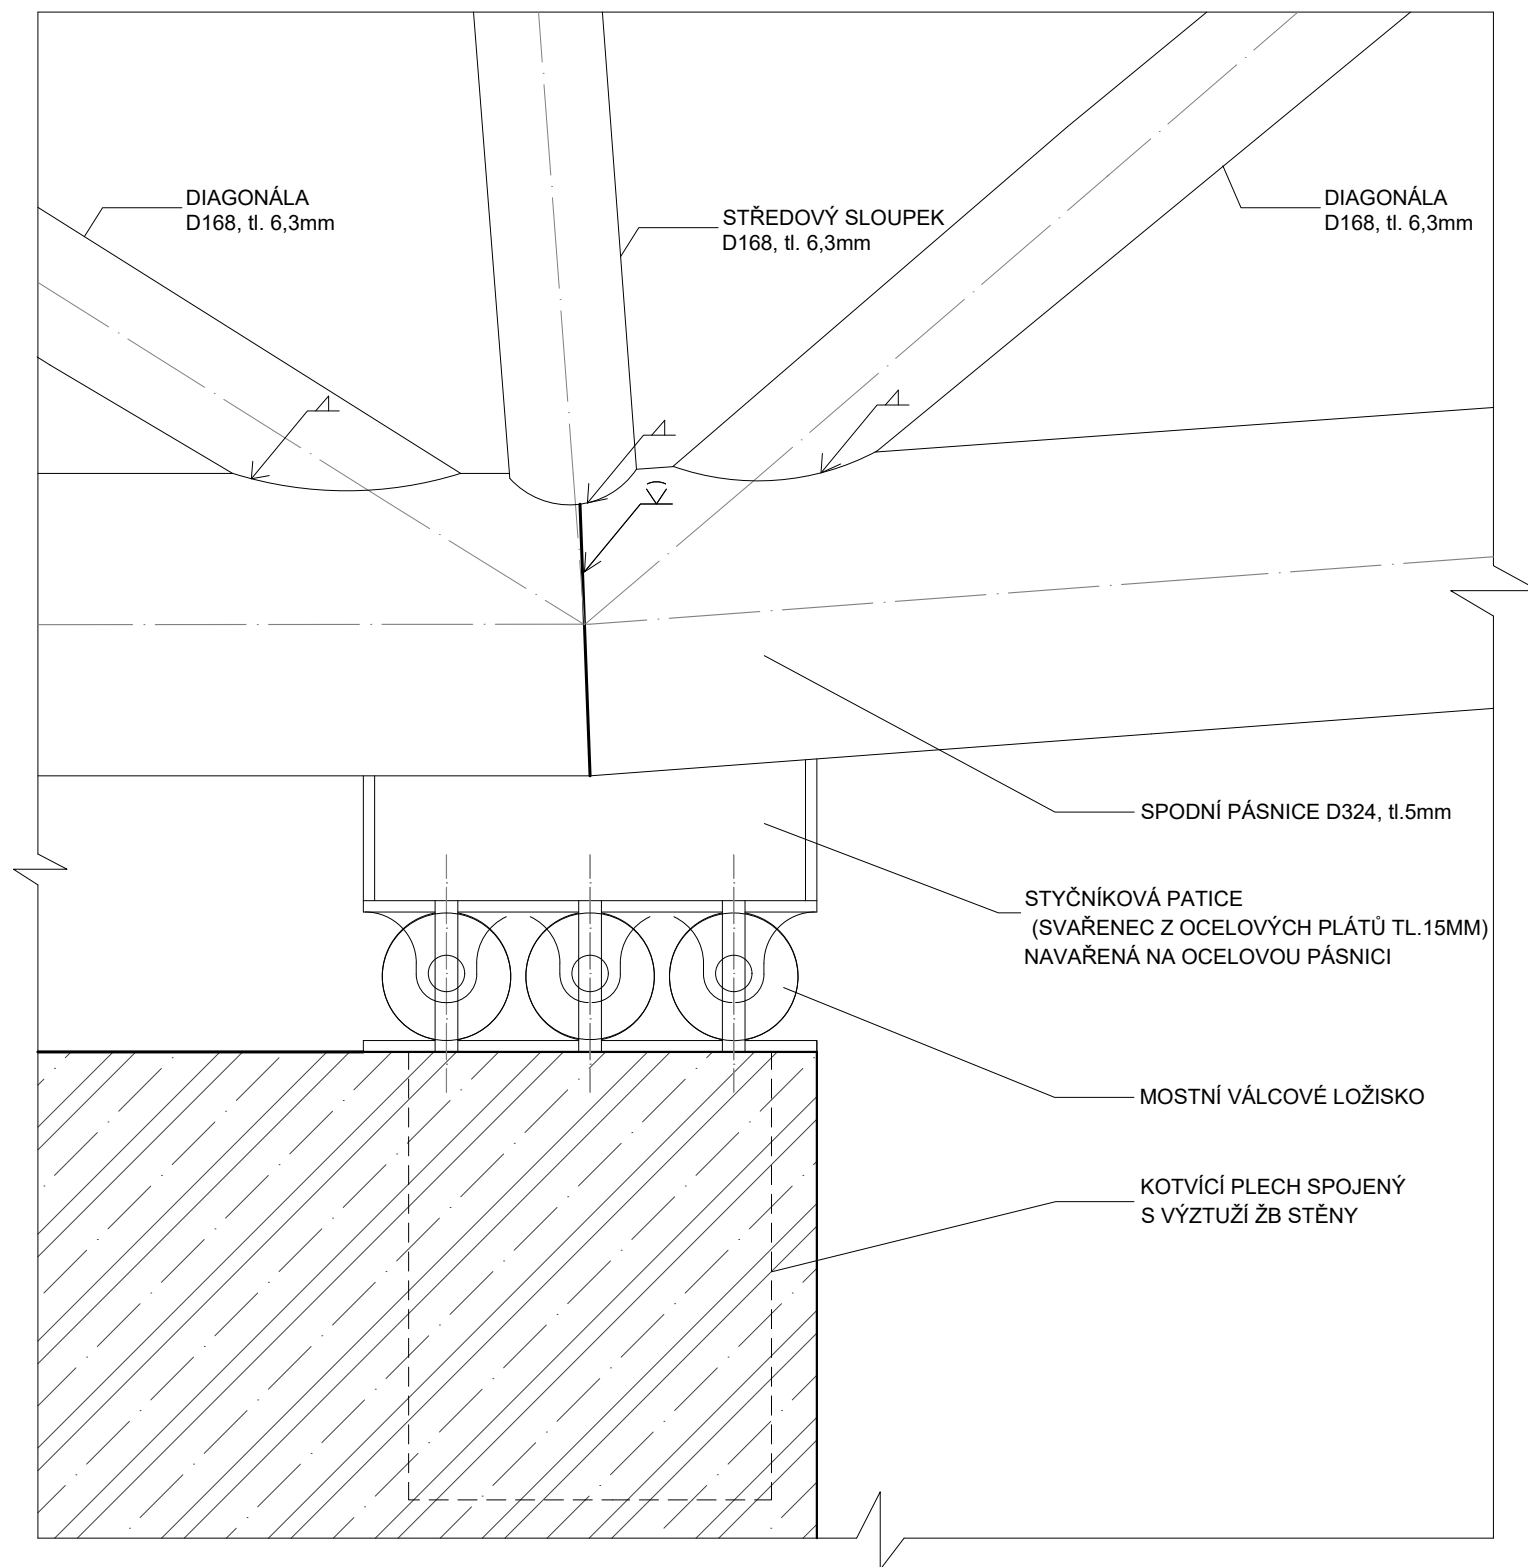 DIAGONÁLA
D168, tl. 6,3mm
STŘEDOVÝ SLOUPEK
D168, tl. 6,3mm
DIAGONÁLA
D168, tl. 6,3mm
SPODNÍ PÁSNICE D324, tl.5mm
STYČNÍKOVÁ PATICE
(SVAŘENEC Z OCELOVÝCH PLÁTŮ TL.15MM)
NAVAŘENÁ NA OCELOVOU PÁSNICI
MOSTNÍ VÁLCOVÉ LOŽISKO
KOTVÍCÍ PLECH SPOJENÝ
S VÝZTUŽÍ ŽB STĚNY